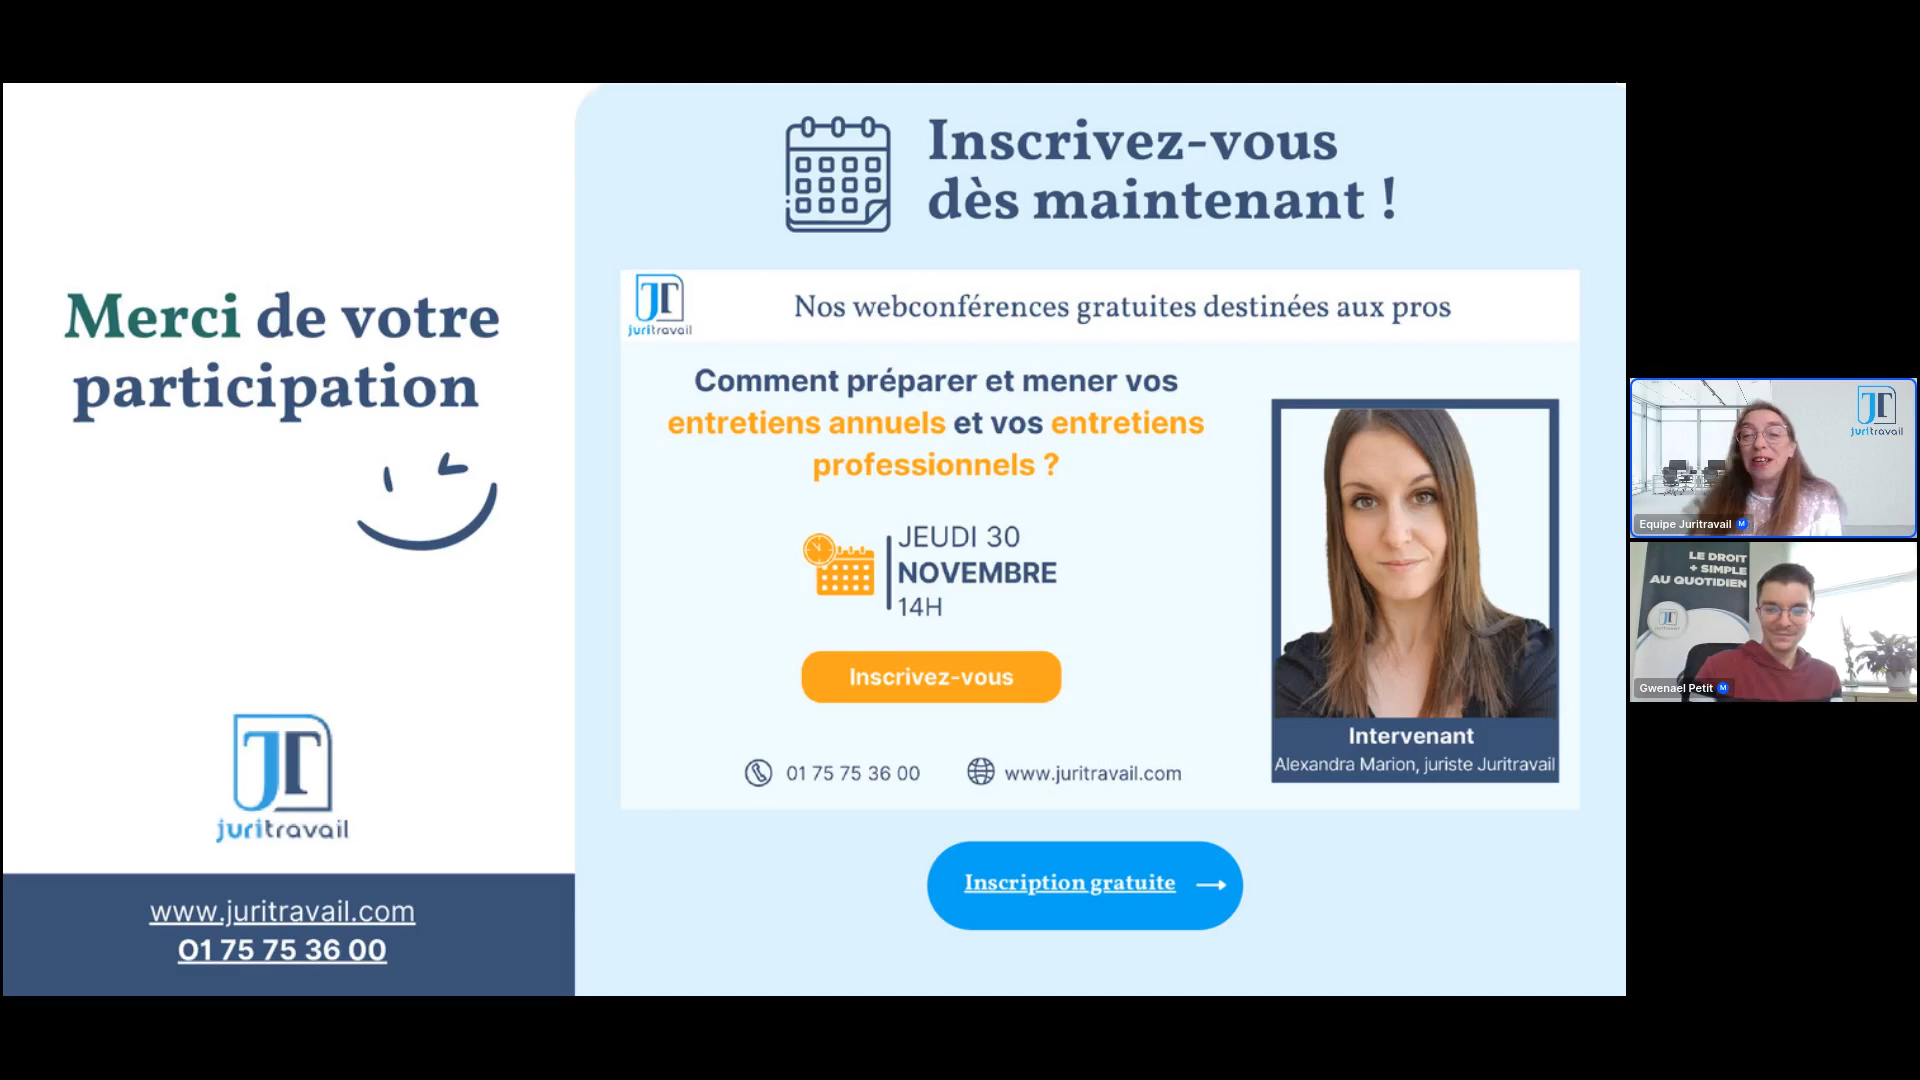 Merci de votre
participation
juritravail
www.juritravail.com
01 75 75 36 00
Inscrivez-vous
dès maintenant !
juritravail
Nos webconférences gratuites destinées aux pros
Comment préparer et mener vos
entretiens annuels et vos entretiens
professionnels ?
JEUDI 30
NOVEMBRE
14H
Inscrivez-vous
01 75 75 36 00
www.juritravail.com
Intervenant
Alexandra Marion, juriste Juritravail
Inscription gratuite
juritravail
Equipe Juritravail M
LE DROIT
+ SIMPLE
AU QUOTIDIEN
Gwenael Petit M